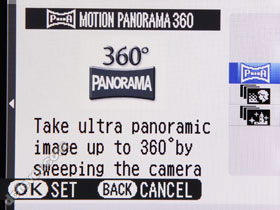 MOTION PANORAMA 360
360°
PANORAMA
Take ultra panoramic
image up to 360°by
sweeping the camera
OK SET BACK CANCEL